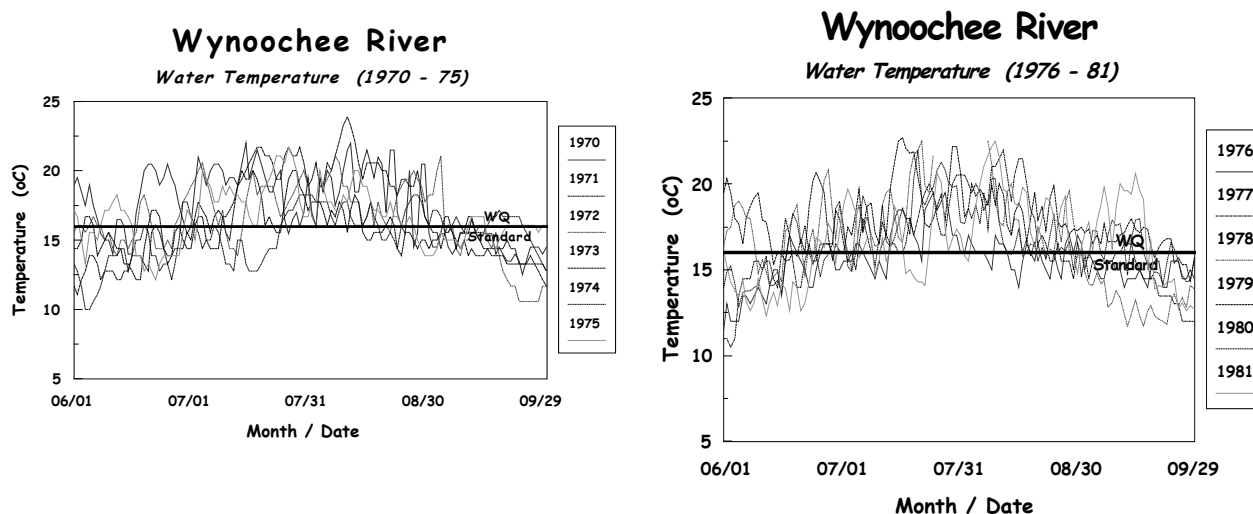 Wynoochee River
Water Temperature (1970 - 75)
25
20
15
10
5
Temperature (oC)
WQ
Standard
06/01 07/01 07/31 08/30 09/29
Month / Date
1970
1971
1972
1973
1974
1975
Wynoochee River
Water Temperature (1976 - 81)
25
20
15
10
5
Temperature (oC)
WQ
Standard
06/01 07/01 07/31 08/30 09/29
Month / Date
1976
1977
1978
1979
1980
1981